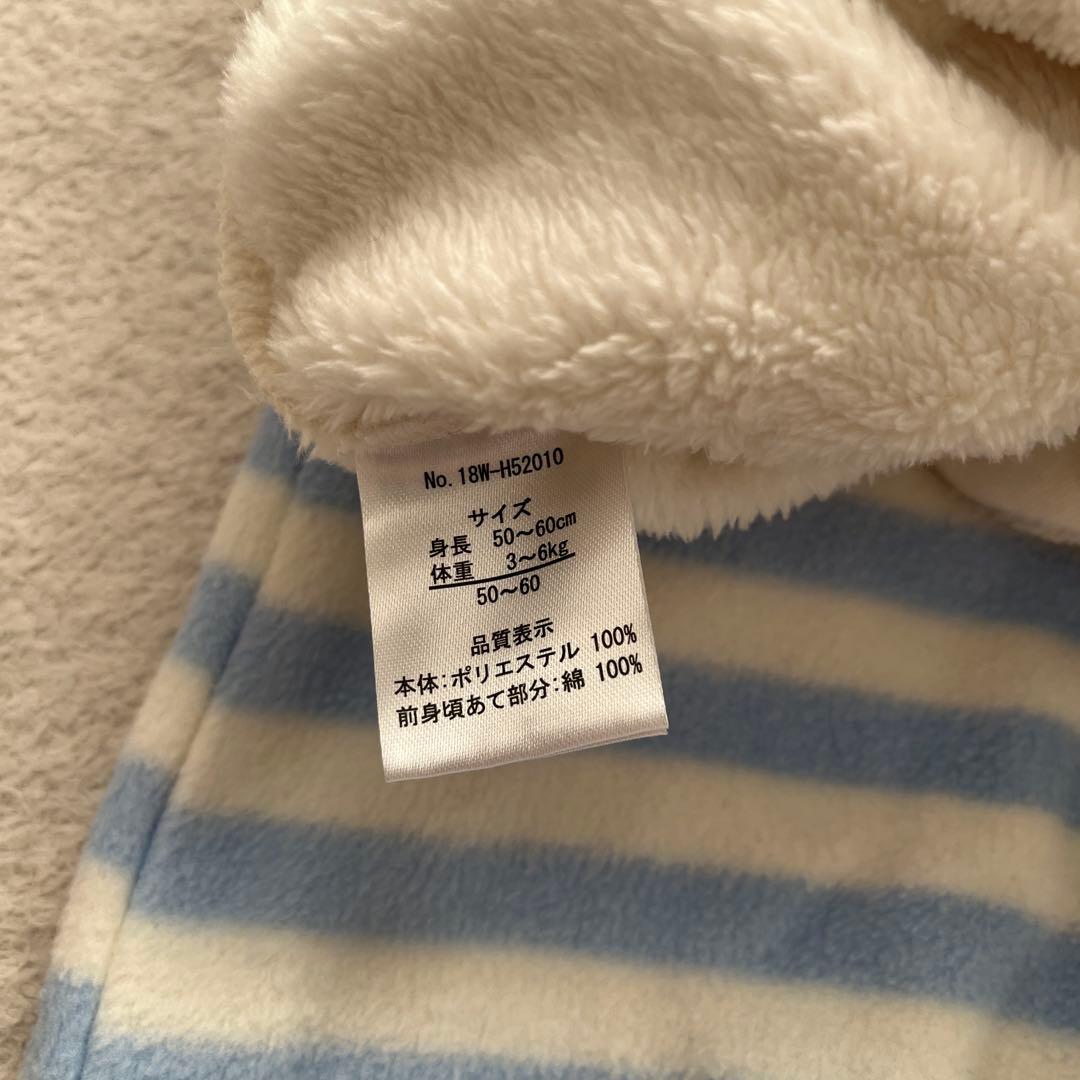 No.18W-H52010
サイズ
身長 50～60cm
体重 3～6kg
50～60
品質表示
本体：ポリエステル 100%
前身頃あて部分：綿 100%